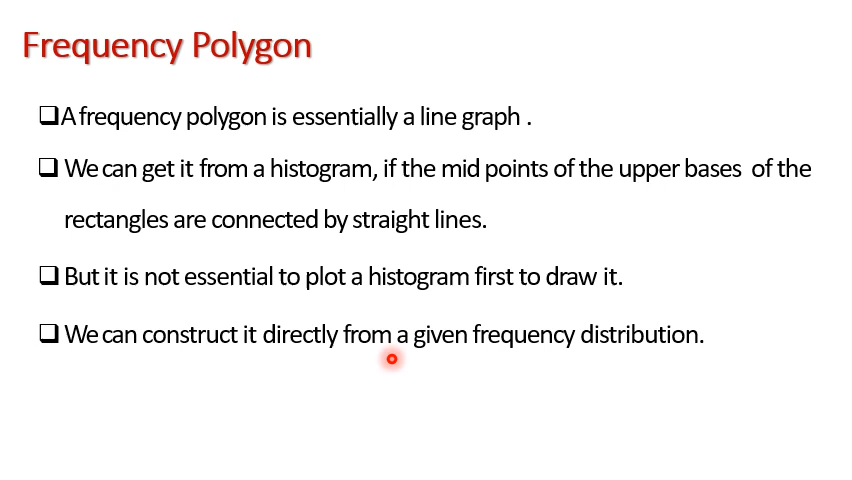 Frequency Polygon
❑A frequency polygon is essentially a line graph .
❑ We can get it from a histogram, if the mid points of the upper bases of the
rectangles are connected by straight lines.
❑ But it is not essential to plot a histogram first to draw it.
❑ We can construct it directly from a given frequency distribution.